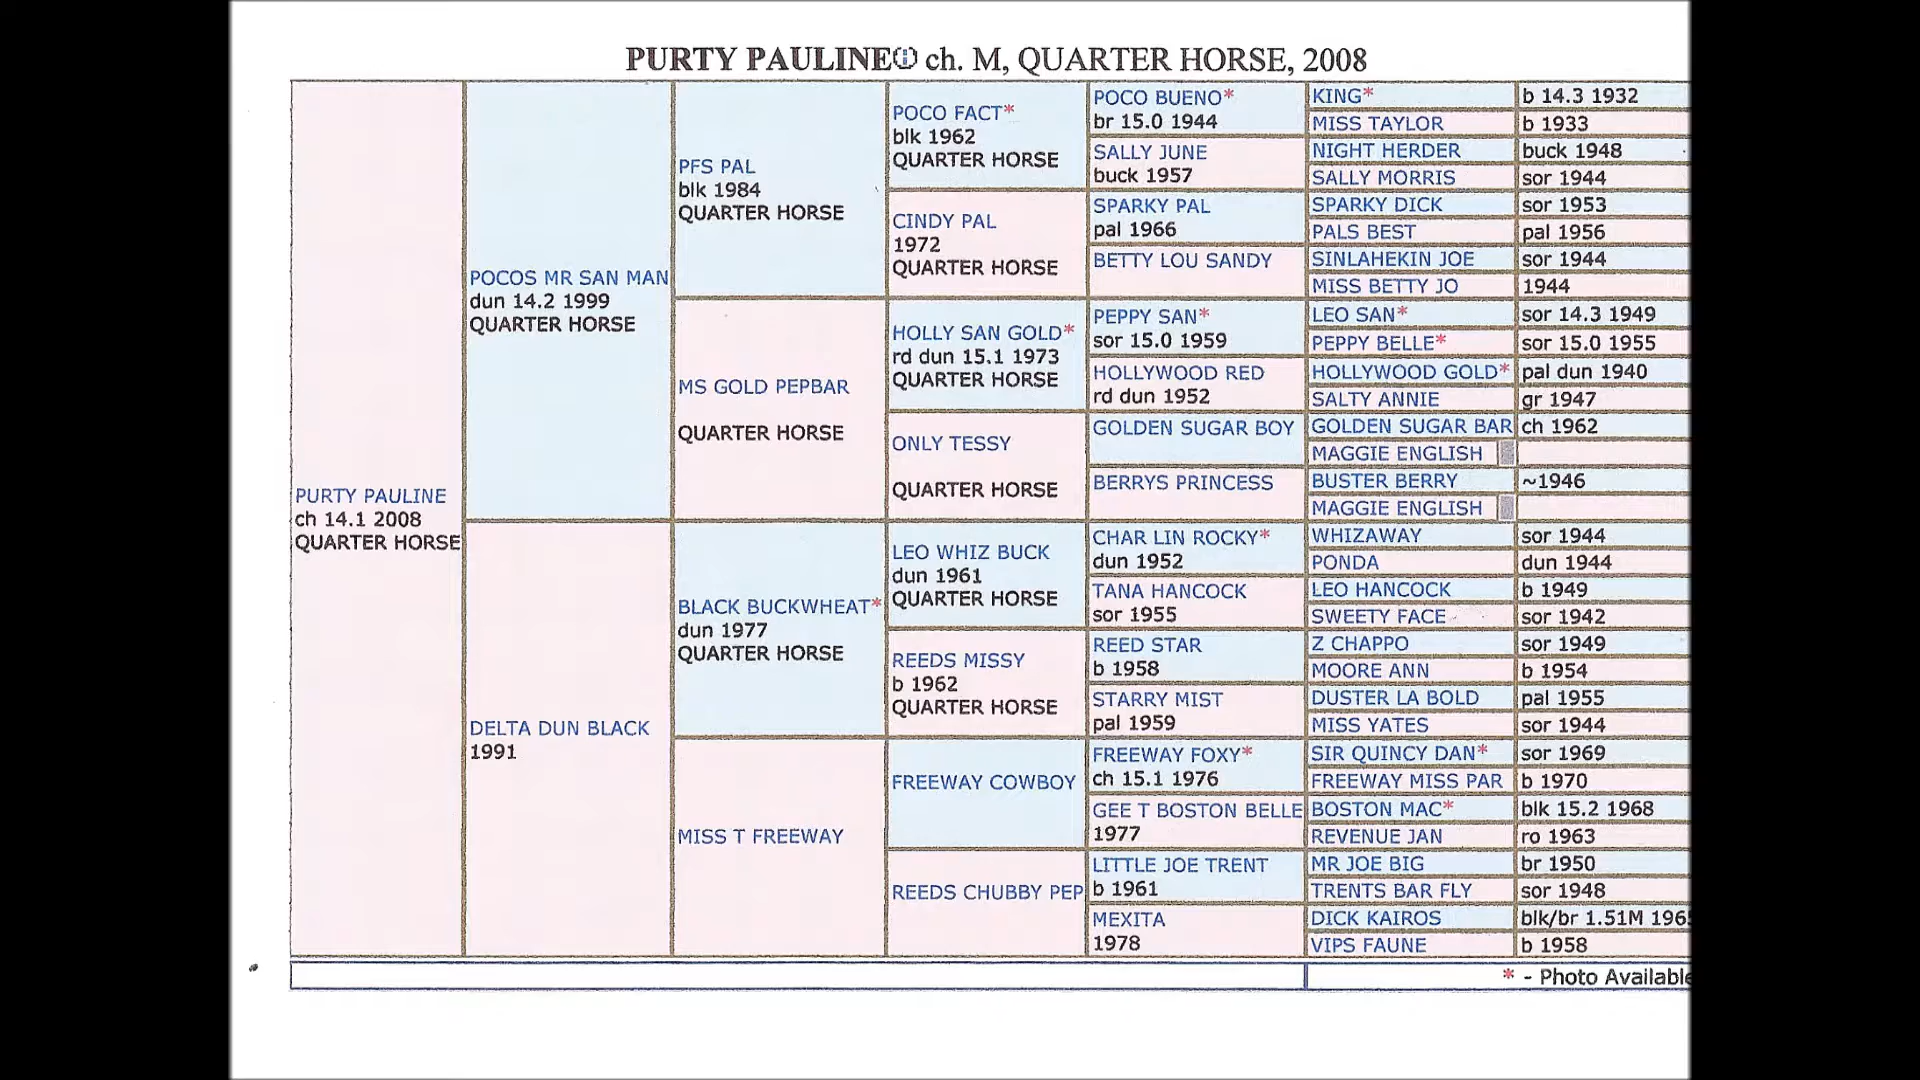 PURTY PAULINE ch. M, QUARTER HORSE, 2008
PURTY PAULINE
ch 14.1 2008
QUARTER HORSE
POCOS MR SAN MAN
dun 14.2 1999
QUARTER HORSE
DELTA DUN BLACK
1991
PFS PAL
blk 1984
QUARTER HORSE
MS GOLD PEPBAR
QUARTER HORSE
BLACK BUCKWHEAT*
dun 1977
QUARTER HORSE
MISS T FREEWAY
POCO FACT*
blk 1962
QUARTER HORSE
CINDY PAL
1972
QUARTER HORSE
HOLLY SAN GOLD*
rd dun 15.1 1973
QUARTER HORSE
ONLY TESSY
QUARTER HORSE
LEO WHIZ BUCK
dun 1961
QUARTER HORSE
REEDS MISSY
b 1962
QUARTER HORSE
FREEWAY COWBOY
REEDS CHUBBY PEP
POCO BUENO*
br 15.0 1944
SALLY JUNE
buck 1957
SPARKY PAL
pal 1966
BETTY LOU SANDY
PEPPY SAN*
sor 15.0 1959
HOLLYWOOD RED
rd dun 1952
GOLDEN SUGAR BOY
BERRYS PRINCESS
CHAR LIN ROCKY*
dun 1952
TANA HANCOCK
sor 1955
REED STAR
b 1958
STARRY MIST
pal 1959
FREEWAY FOXY*
ch 15.1 1976
GEE T BOSTON BELLE
1977
LITTLE JOE TRENT
b 1961
MEXITA
1978
KING* b 14.3 1932
MISS TAYLOR b 1933
NIGHT HERDER buck 1948
SALLY MORRIS sor 1944
SPARKY DICK sor 1953
PALS BEST pal 1956
SINLAHEKIN JOE sor 1944
MISS BETTY JO 1944
LEO SAN* sor 14.3 1949
PEPPY BELLE* sor 15.0 1955
HOLLYWOOD GOLD* pal dun 1940
SALTY ANNIE gr 1947
GOLDEN SUGAR BAR ch 1962
MAGGIE ENGLISH
BUSTER BERRY ~1946
MAGGIE ENGLISH
WHIZAWAY sor 1944
PONDA dun 1944
LEO HANCOCK b 1949
SWEETY FACE sor 1942
Z CHAPPO sor 1949
MOORE ANN b 1954
DUSTER LA BOLD pal 1955
MISS YATES sor 1944
SIR QUINCY DAN* sor 1969
FREEWAY MISS PAR b 1970
BOSTON MAC* blk 15.2 1968
REVENUE JAN ro 1963
MR JOE BIG br 1950
TRENTS BAR FLY sor 1948
DICK KAIROS blk/br 1.51M 196
VIPS FAUNE b 1958
* - Photo Available